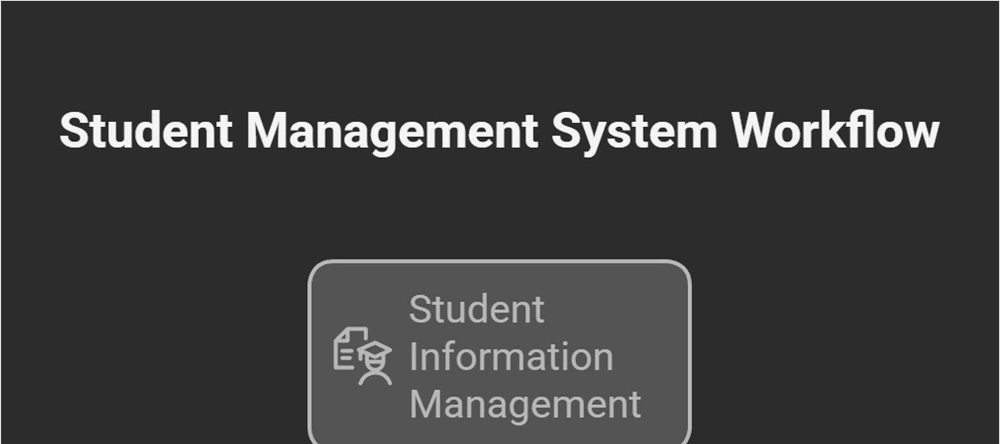 Student Management System Workflow
Student
Information
Management